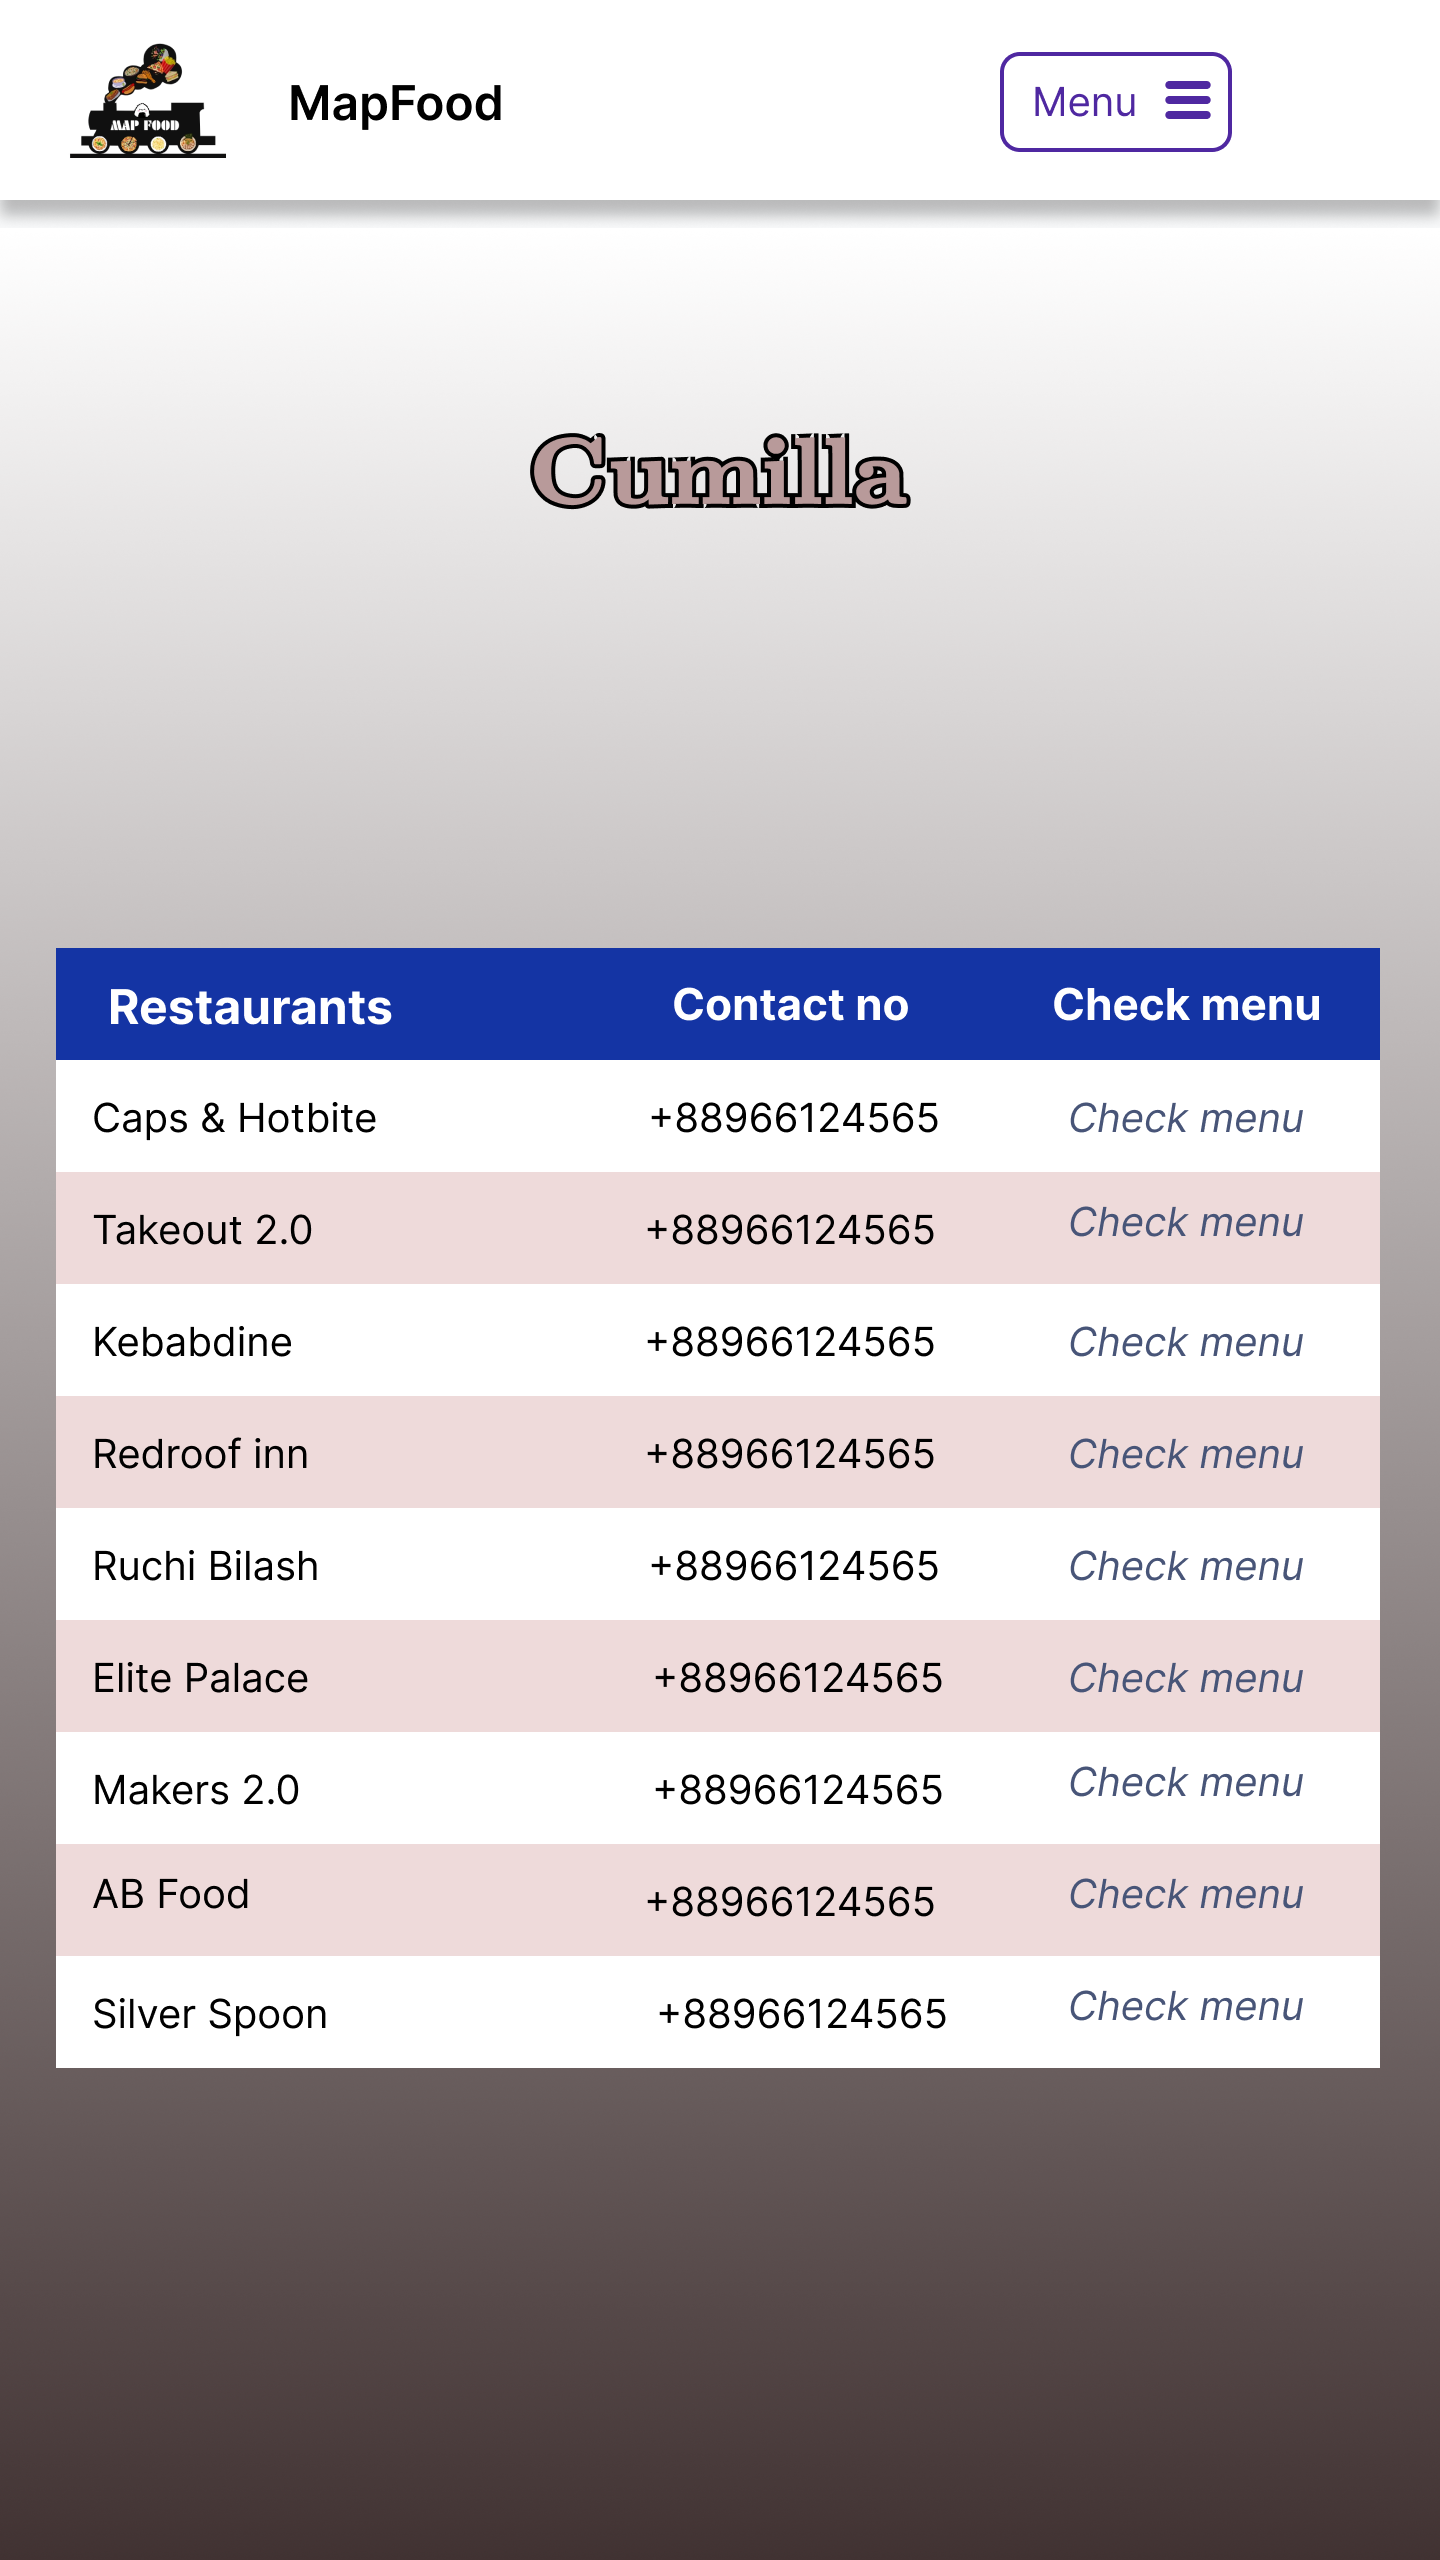 MAP FOOD
MapFood
Menu
Cumilla
Restaurants Contact no Check menu
Caps & Hotbite +88966124565 Check menu
Takeout 2.0 +88966124565 Check menu
Kebabdine +88966124565 Check menu
Redroof inn +88966124565 Check menu
Ruchi Bilash +88966124565 Check menu
Elite Palace +88966124565 Check menu
Makers 2.0 +88966124565 Check menu
AB Food +88966124565 Check menu
Silver Spoon +88966124565 Check menu